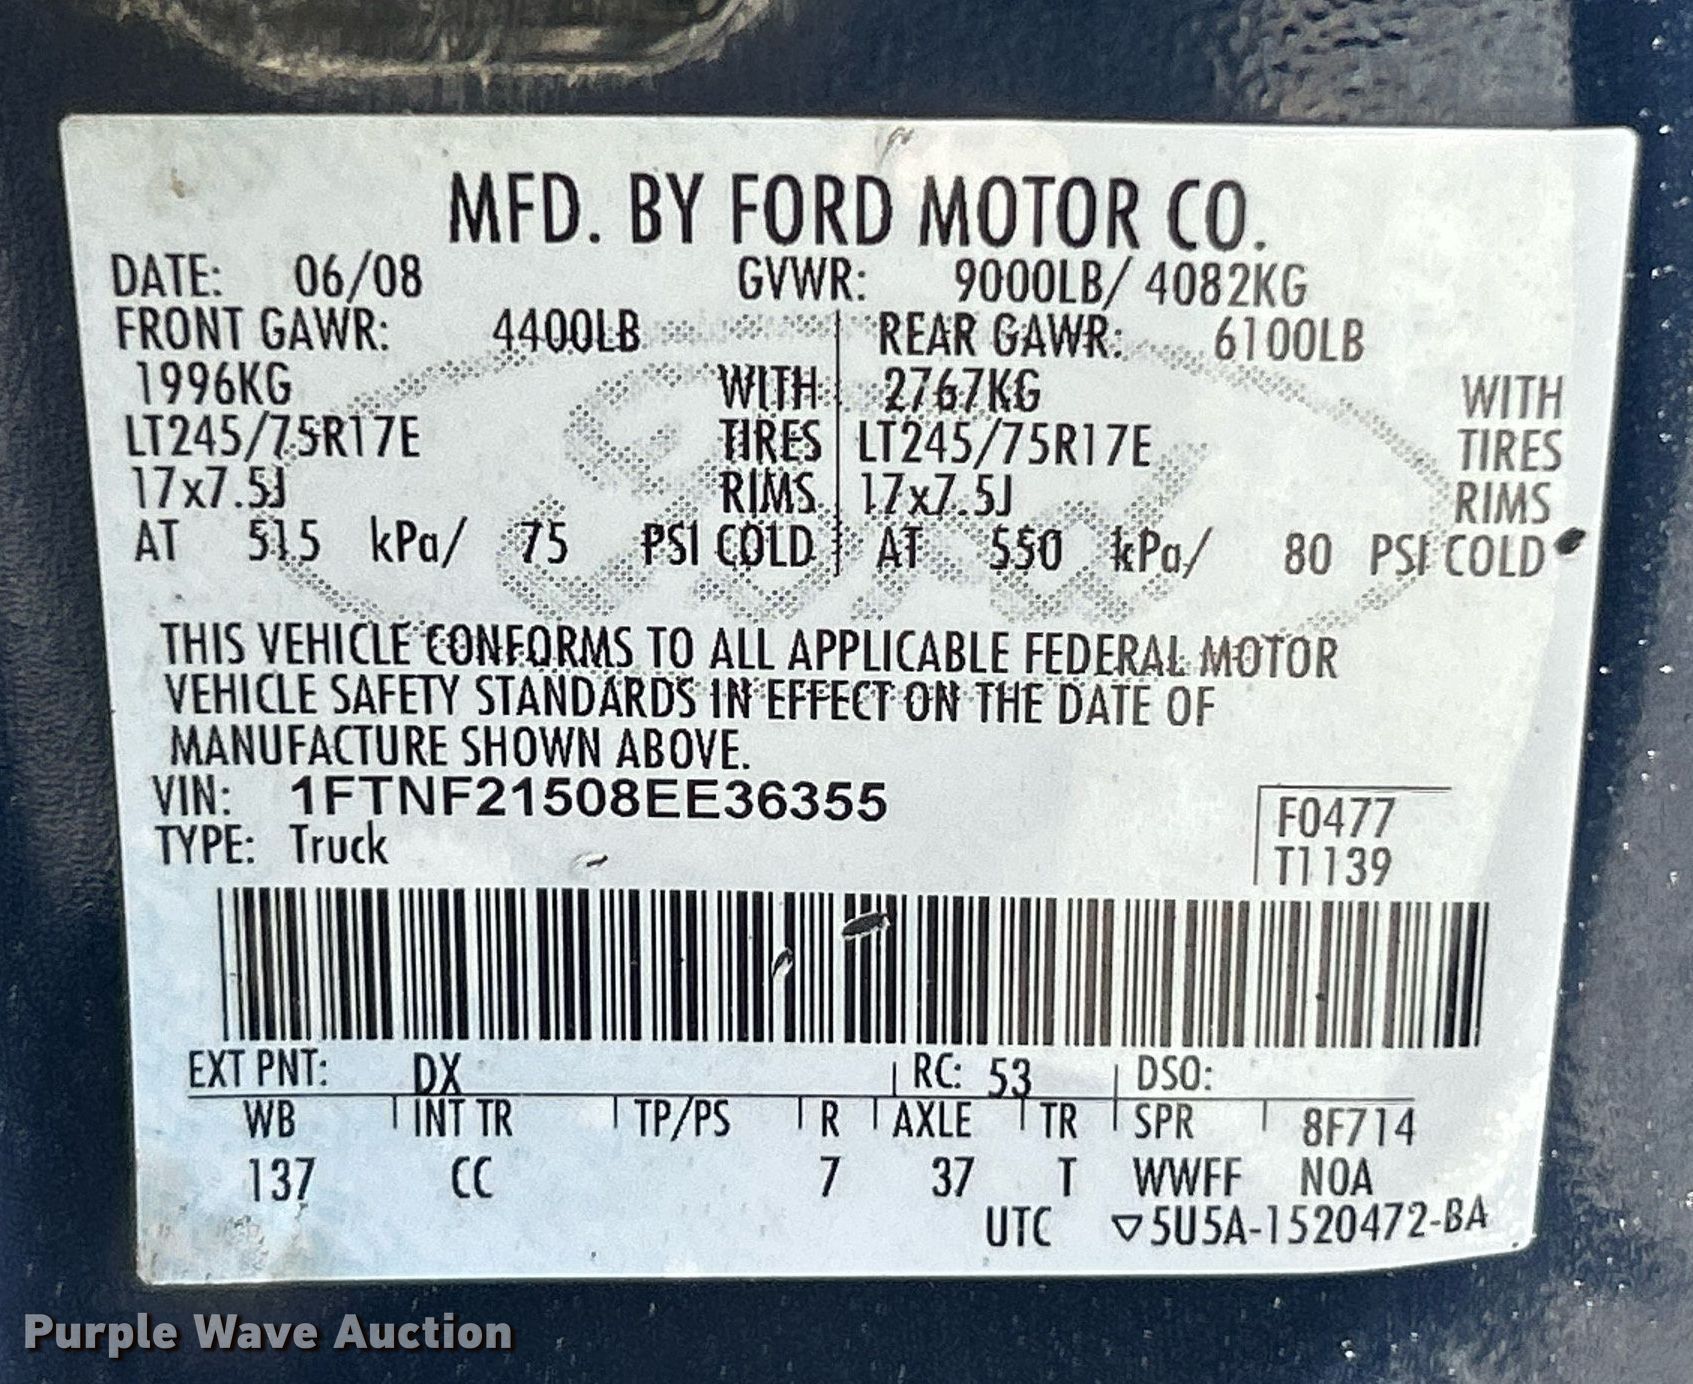 MFD. BY FORD MOTOR CO.
DATE: 06/08 GVWR: 9000LB/ 4082KG
FRONT GAWR: 4400LB REAR GAWR: 6100LB
1996KG WITH 2767KG WITH
LT245/75R17E TIRES LT245/75R17E TIRES
17x7.5J RIMS 17x7.5J RIMS
AT 515 kPa/ 75 PSI COLD AT 550 kPa/ 80 PSI COLD
THIS VEHICLE CONFORMS TO ALL APPLICABLE FEDERAL MOTOR
VEHICLE SAFETY STANDARDS IN EFFECT ON THE DATE OF
MANUFACTURE SHOWN ABOVE.
VIN: 1FTNF21508EE36355
TYPE: Truck
F0477
T1139
EXT PNT: DX RC: 53 DSO:
WB INT TR TP/PS R AXLE TR SPR 8F714
137 CC 7 37 T WWFF NOA
UTC ▽5U5A-1520472-BA
Purple Wave Auction